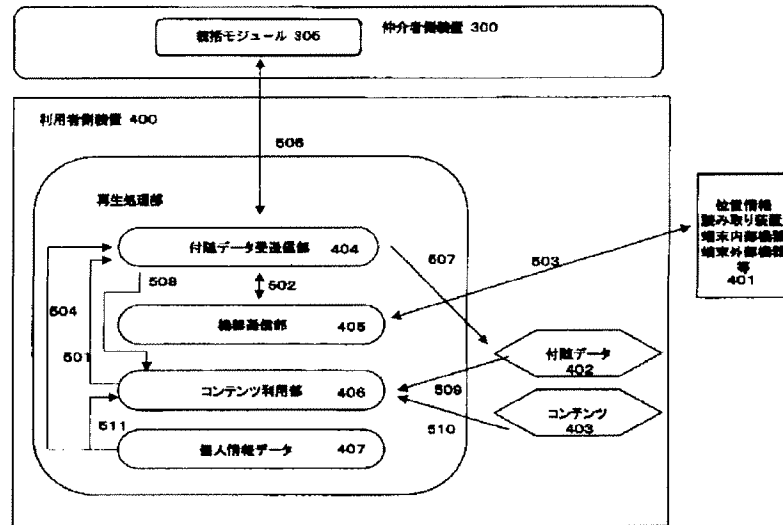 統括モジュール 305
仲介者側装置 300
利用者側装置 400
506
再生処理部
位置情報
読み取り装置
端末内部機器
端末外部機器
等
401
付随データ受送信部 404
507
503
508
502
504
機器通信部 405
501
付随データ
402
コンテンツ利用部 406
509
コンテンツ
403
510
511
個人情報データ 407